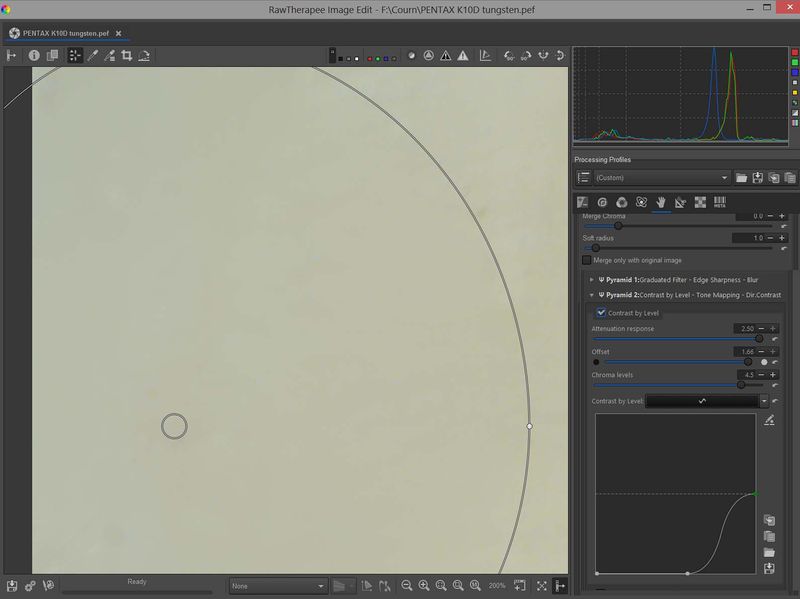 RawTherapee Image Edit - F:\Courn\PENTAX K10D tungsten.pef
PENTAX K10D tungsten.pef
Processing Profiles
(Custom)
META
Merge Chroma 0.0
Soft radius 1.0
Merge only with original image
Pyramid 1:Graduated Filter - Edge Sharpness - Blur
Pyramid 2:Contrast by Level - Tone Mapping - Dir.Contrast
Contrast by Level
Attenuation response 2.50
Offset 1.66
Chroma levels 4.5
Contrast by Level:
Ready
None
200%